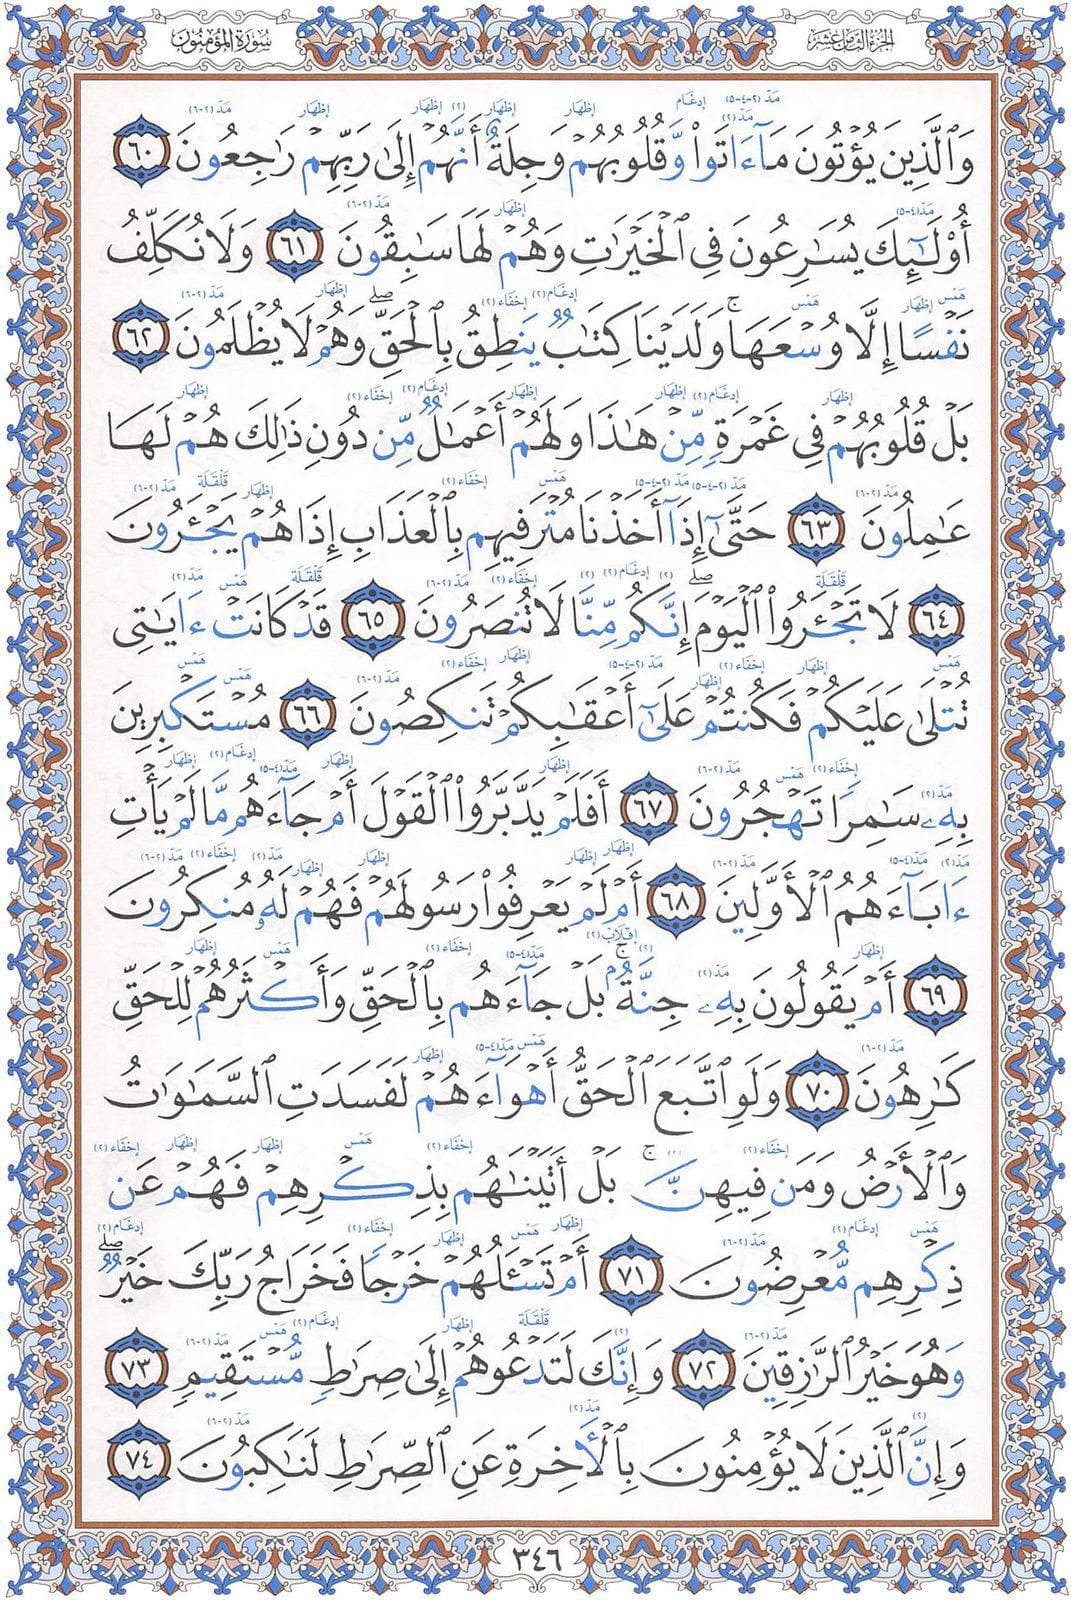 الجزء الثامن عشر
سورة المؤمنون
وَٱلَّذِينَ يُؤْتُونَ مَآ ءَاتَوا۟ وَّقُلُوبُهُمْ وَجِلَةٌ أَنَّهُمْ إِلَىٰ رَبِّهِمْ رَٰجِعُونَ ٦٠
أُو۟لَـٰٓئِكَ يُسَـٰرِعُونَ فِى ٱلْخَيْرَٰتِ وَهُمْ لَهَا سَـٰبِقُونَ ٦١ وَلَا نُكَلِّفُ
نَفْسًا إِلَّا وُسْعَهَا ۚ وَلَدَيْنَا كِتَـٰبٌ يَنطِقُ بِٱلْحَقِّ ۖ وَهُمْ لَا يُظْلَمُونَ ٦٢
بَلْ قُلُوبُهُمْ فِى غَمْرَةٍ مِّنْ هَـٰذَا وَلَهُمْ أَعْمَـٰلٌ مِّن دُونِ ذَٰلِكَ هُمْ لَهَا
عَـٰمِلُونَ ٦٣ حَتَّىٰٓ إِذَآ أَخَذْنَا مُتْرَفِيهِم بِٱلْعَذَابِ إِذَا هُمْ يَجْـَٔرُونَ
٦٤ لَا تَجْـَٔرُوا۟ ٱلْيَوْمَ ۖ إِنَّكُم مِّنَّا لَا تُنصَرُونَ ٦٥ قَدْ كَانَتْ ءَايَـٰتِى
تُتْلَىٰ عَلَيْكُمْ فَكُنتُمْ عَلَىٰٓ أَعْقَـٰبِكُمْ تَنكِصُونَ ٦٦ مُسْتَكْبِرِينَ
بِهِۦ سَـٰمِرًا تَهْجُرُونَ ٦٧ أَفَلَمْ يَدَّبَّرُوا۟ ٱلْقَوْلَ أَمْ جَآءَهُم مَّا لَمْ يَأْتِ
ءَابَآءَهُمُ ٱلْأَوَّلِينَ ٦٨ أَمْ لَمْ يَعْرِفُوا۟ رَسُولَهُمْ فَهُمْ لَهُۥ مُنكِرُونَ
٦٩ أَمْ يَقُولُونَ بِهِۦ جِنَّةٌۢ ۚ بَلْ جَآءَهُم بِٱلْحَقِّ وَأَكْثَرُهُمْ لِلْحَقِّ
كَـٰرِهُونَ ٧٠ وَلَوِ ٱتَّبَعَ ٱلْحَقُّ أَهْوَآءَهُمْ لَفَسَدَتِ ٱلسَّمَـٰوَٰتُ
وَٱلْأَرْضُ وَمَن فِيهِنَّ ۚ بَلْ أَتَيْنَـٰهُم بِذِكْرِهِمْ فَهُمْ عَن
ذِكْرِهِم مُّعْرِضُونَ ٧١ أَمْ تَسْـَٔلُهُمْ خَرْجًا فَخَرَاجُ رَبِّكَ خَيْرٌ ۖ
وَهُوَ خَيْرُ ٱلرَّٰزِقِينَ ٧٢ وَإِنَّكَ لَتَدْعُوهُمْ إِلَىٰ صِرَٰطٍ مُّسْتَقِيمٍ ٧٣
وَإِنَّ ٱلَّذِينَ لَا يُؤْمِنُونَ بِٱلْـَٔاخِرَةِ عَنِ ٱلصِّرَٰطِ لَنَـٰكِبُونَ ٧٤
٣٤٦